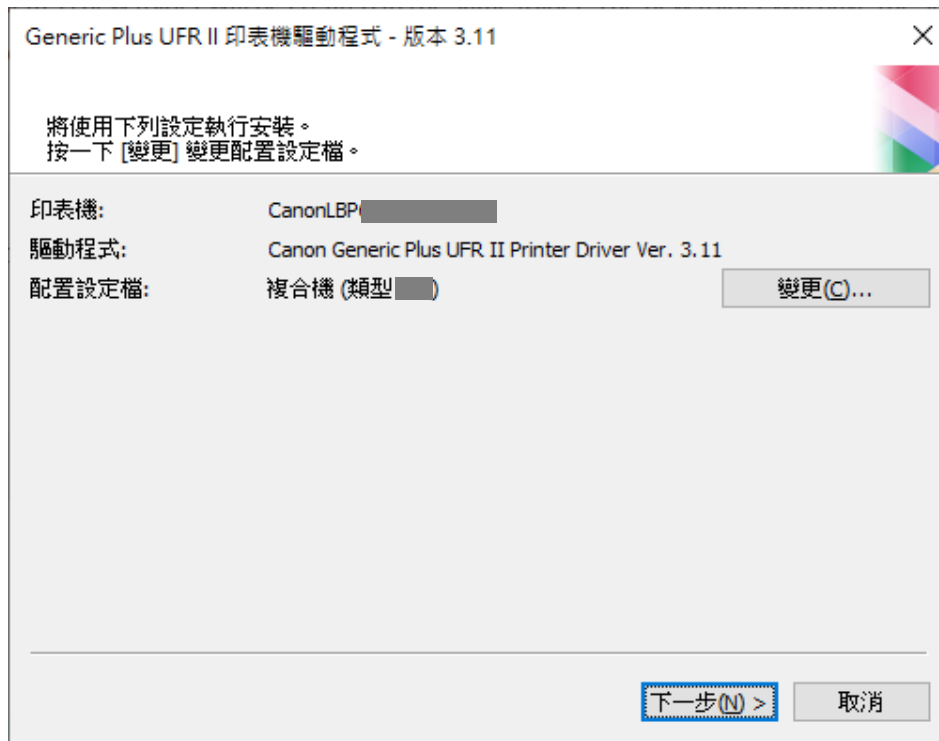 Generic Plus UFR II 印表機驅動程式 - 版本 3.11
將使用下列設定執行安裝。
按一下 [變更] 變更配置設定檔。
印表機: CanonLBP
驅動程式: Canon Generic Plus UFR II Printer Driver Ver. 3.11
配置設定檔: 複合機 (類型 ) 變更(C)...
下一步(N) > 取消